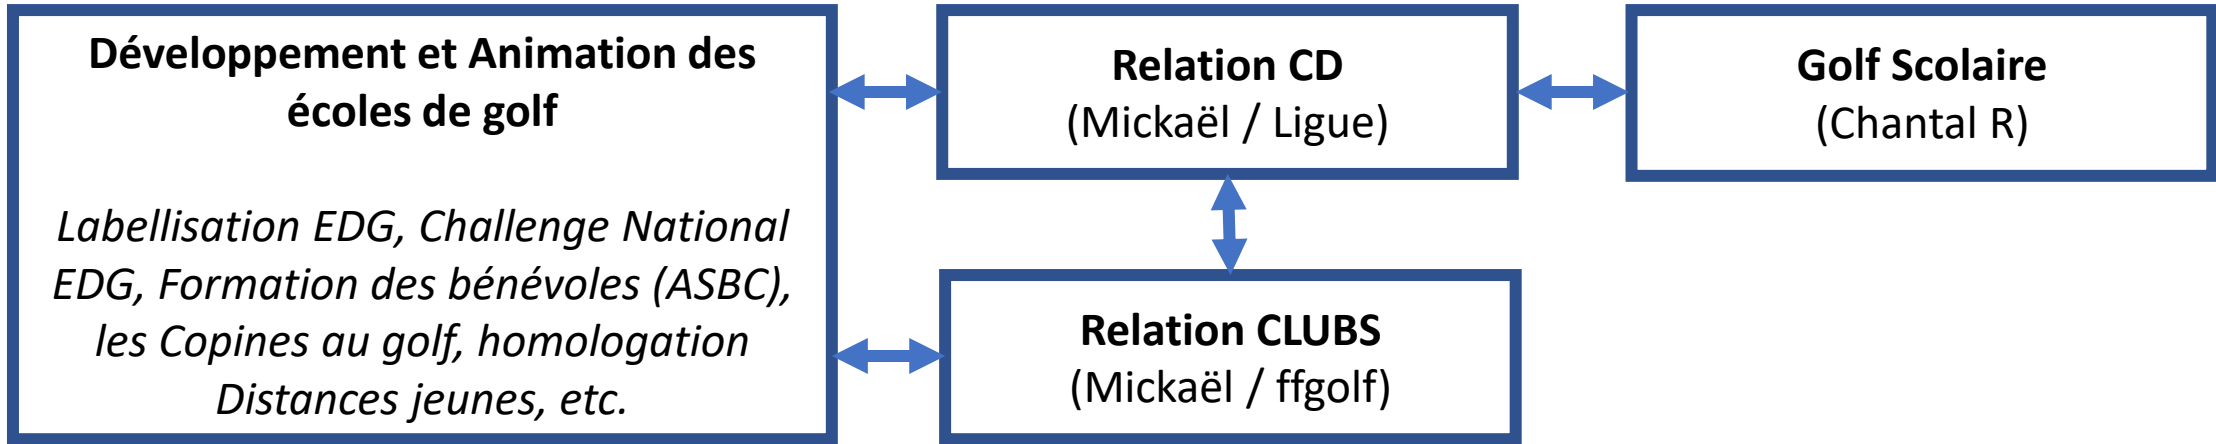 Développement et Animation des
écoles de golf
Labellisation EDG, Challenge National
EDG, Formation des bénévoles (ASBC),
les Copines au golf, homologation
Distances jeunes, etc.
Relation CD
(Mickaël / Ligue)
Golf Scolaire
(Chantal R)
Relation CLUBS
(Mickaël / ffgolf)